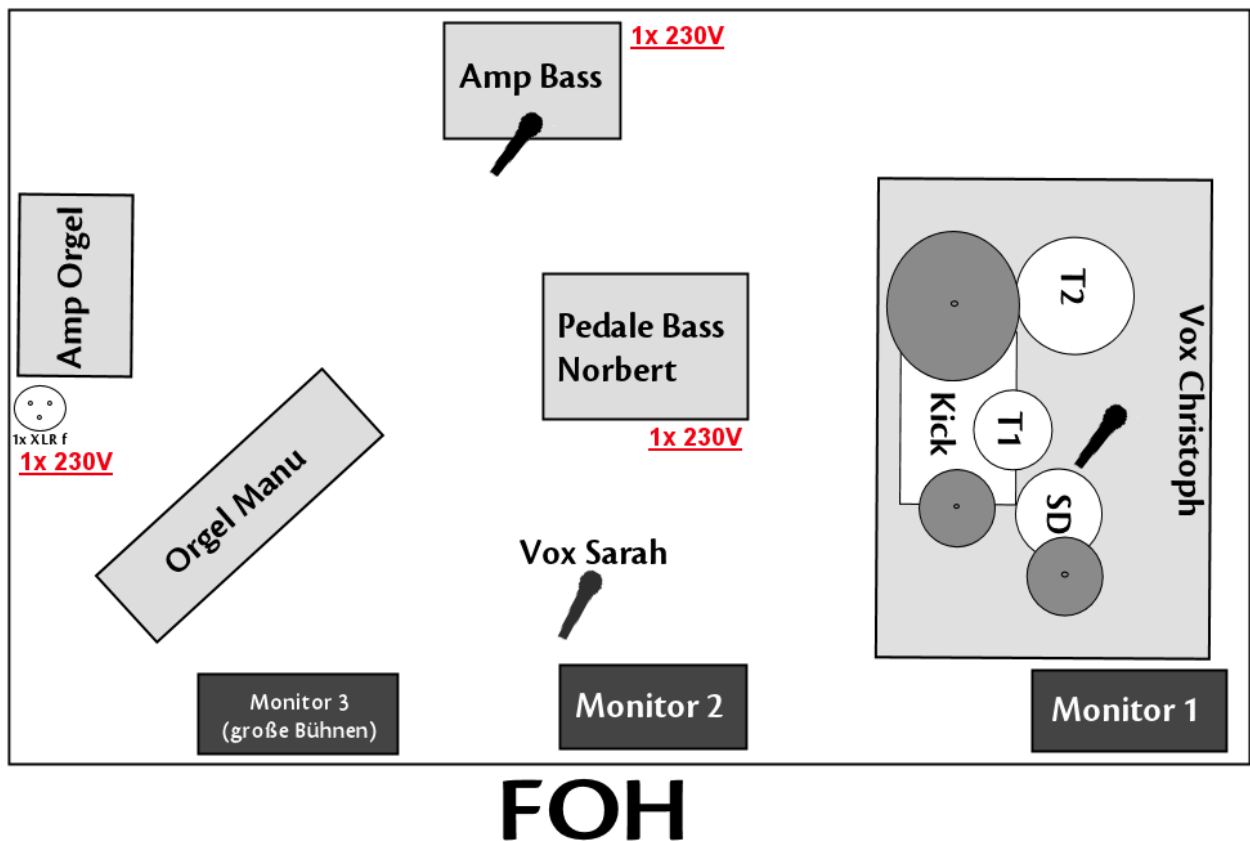 1x 230V
Amp Bass
Amp Orgel
1x XLR f
1x 230V
Orgel Manu
Pedale Bass
Norbert
1x 230V
Vox Sarah
T2
Kick
T1
SD
Vox Christoph
Monitor 3
(große Bühnen)
Monitor 2
Monitor 1
FOH